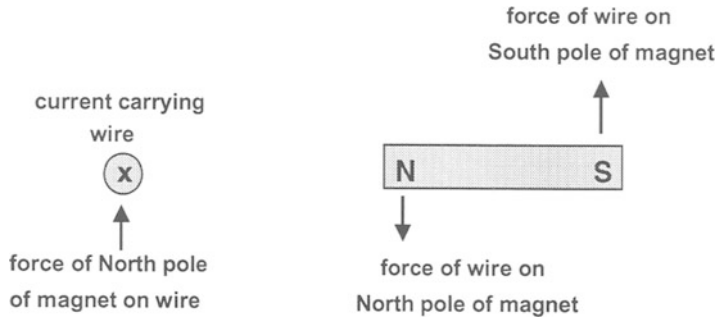 force of wire on
South pole of magnet
current carrying
wire
x
N
S
force of North pole
of magnet on wire
force of wire on
North pole of magnet